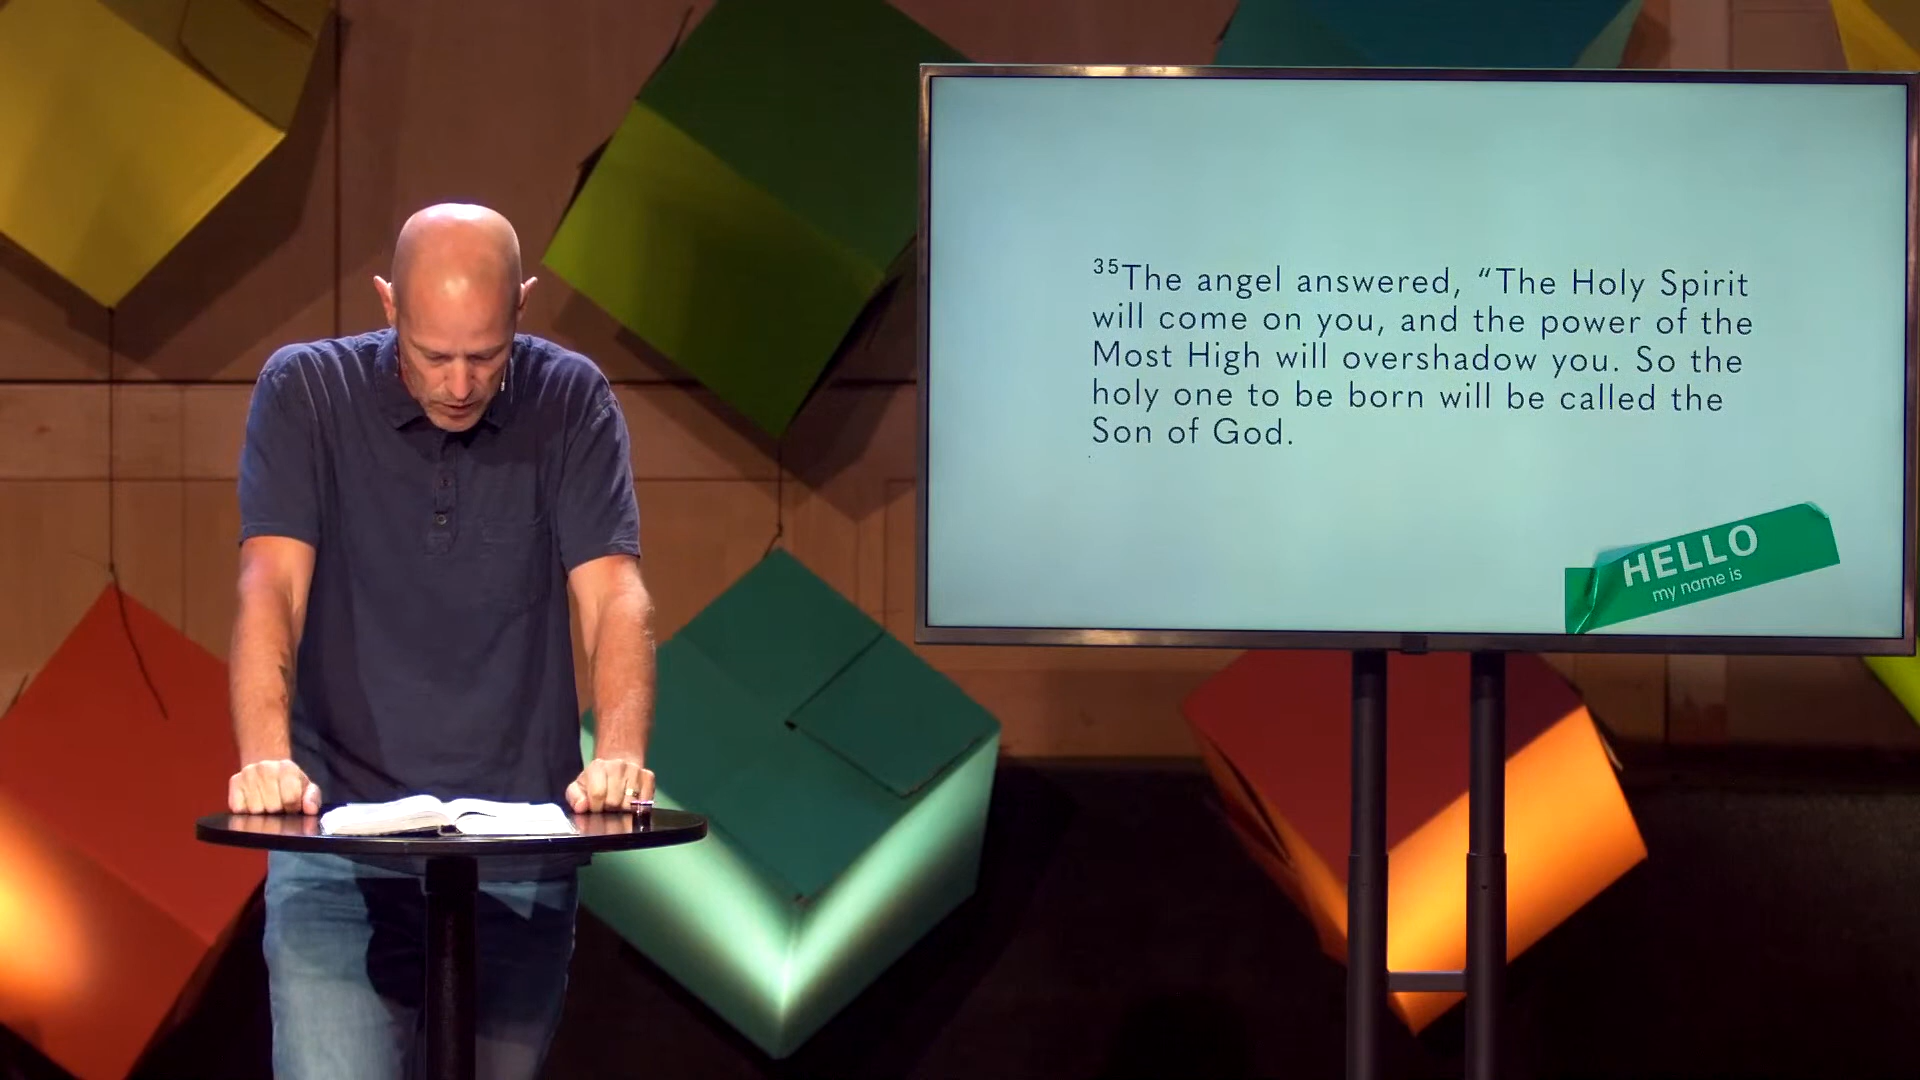 ³⁵The angel answered, “The Holy Spirit
will come on you, and the power of the
Most High will overshadow you. So the
holy one to be born will be called the
Son of God.
HELLO
my name is